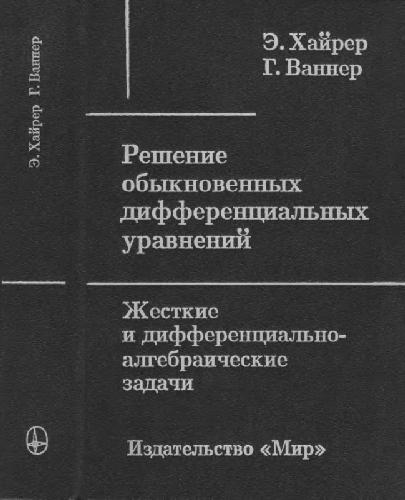 Э. Хайрер Г. Ваннер
Э. Хайрер
Г. Ваннер
Решение
обыкновенных
дифференциальных
уравнений
Жесткие
и дифференциально-
алгебраические
задачи
Издательство «Мир»